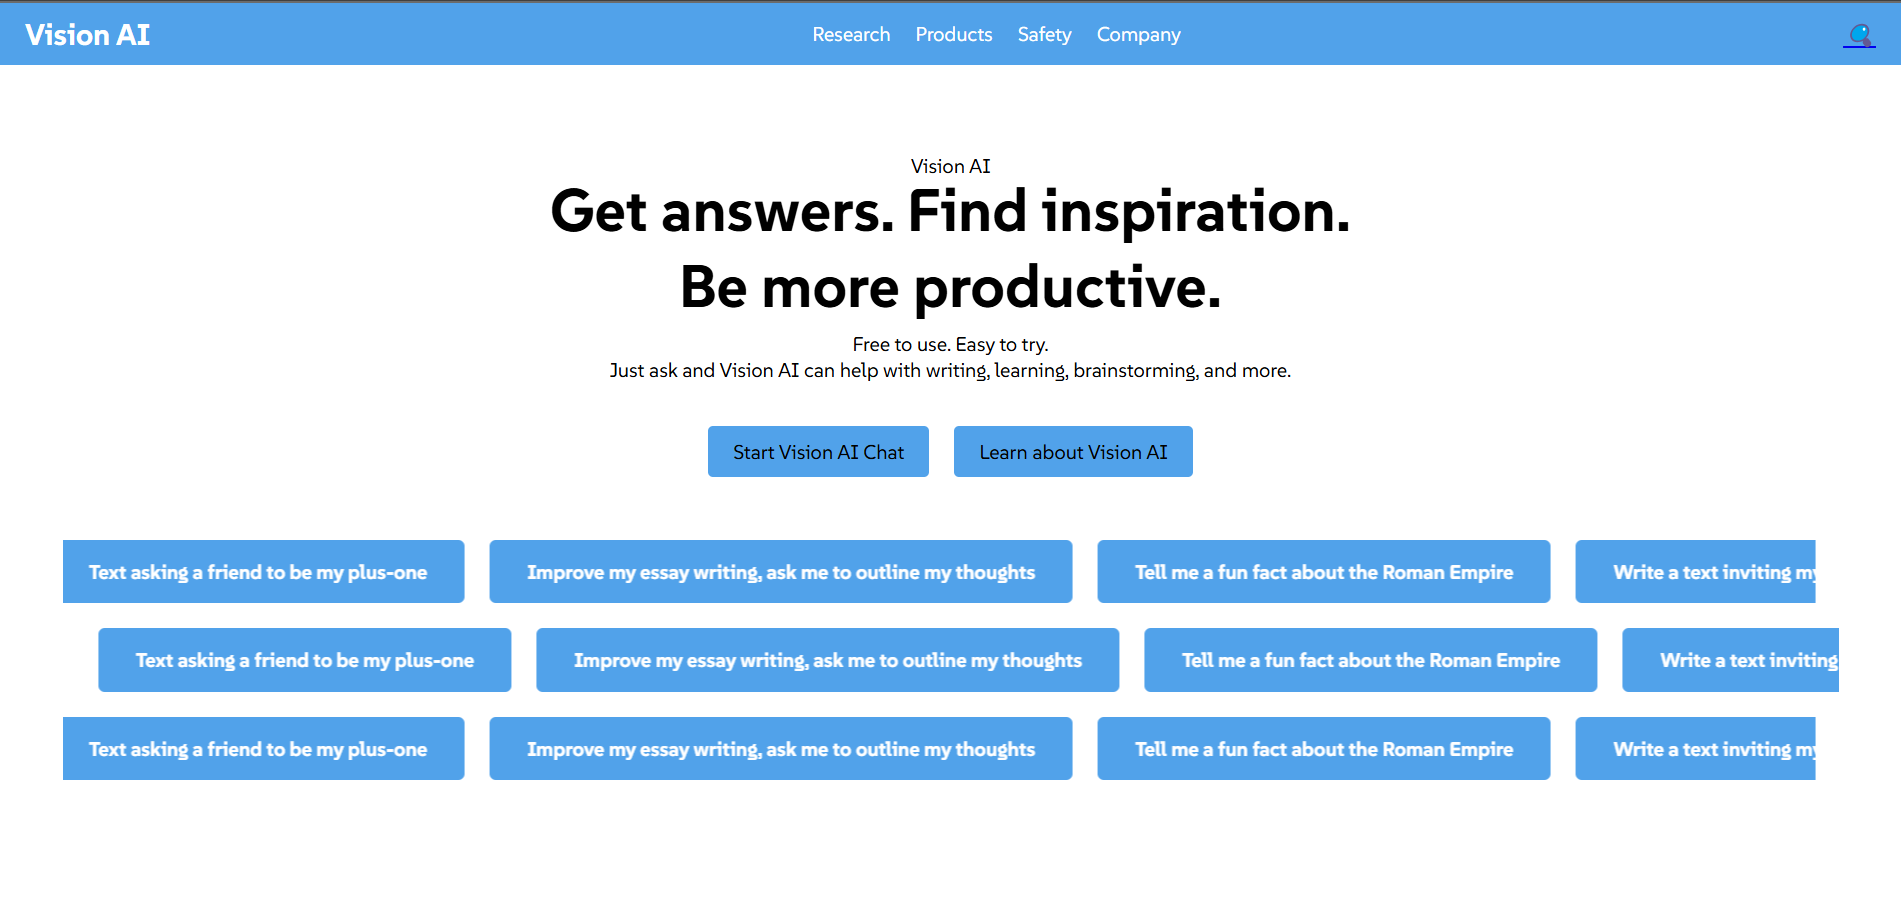 Vision AI
Research Products Safety Company
Vision AI
Get answers. Find inspiration.
Be more productive.
Free to use. Easy to try.
Just ask and Vision AI can help with writing, learning, brainstorming, and more.
Start Vision AI Chat Learn about Vision AI
Text asking a friend to be my plus-one Improve my essay writing, ask me to outline my thoughts Tell me a fun fact about the Roman Empire Write a text inviting my
Text asking a friend to be my plus-one Improve my essay writing, ask me to outline my thoughts Tell me a fun fact about the Roman Empire Write a text inviting
Text asking a friend to be my plus-one Improve my essay writing, ask me to outline my thoughts Tell me a fun fact about the Roman Empire Write a text inviting my